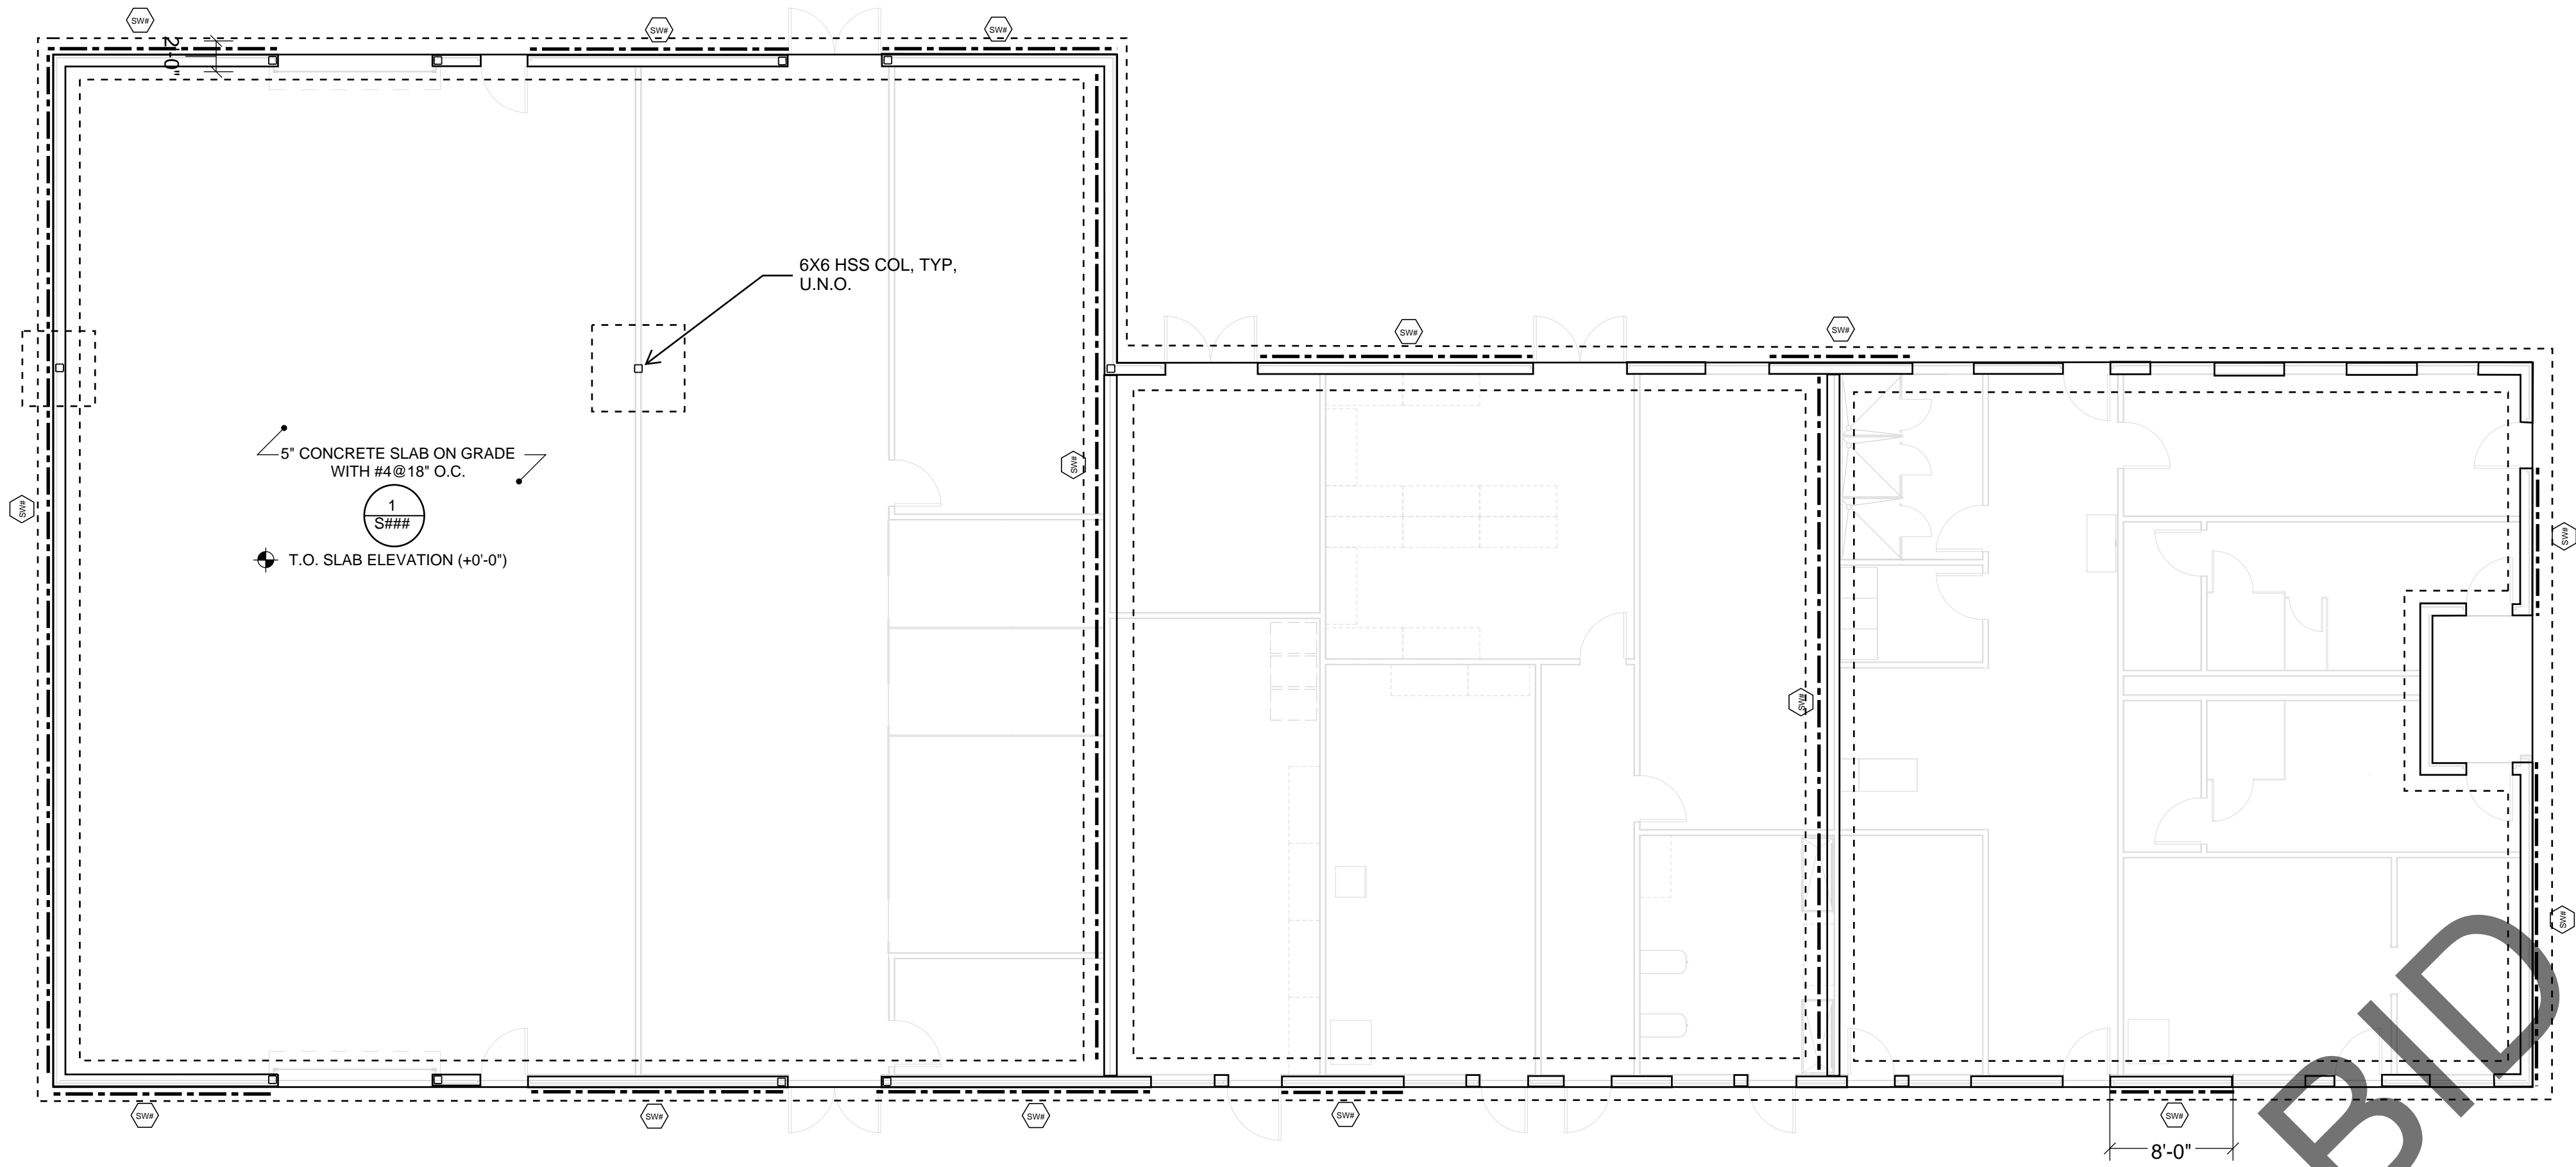 SW#
SW#
SW#
2'-0"
6X6 HSS COL, TYP,
U.N.O.
SW#
SW#
5" CONCRETE SLAB ON GRADE
WITH #4@18" O.C.
SW#
1
S###
SW#
T.O. SLAB ELEVATION (+0'-0")
SW#
SW#
SW#
BID
SW#
SW#
SW#
SW#
SW#
8'-0"